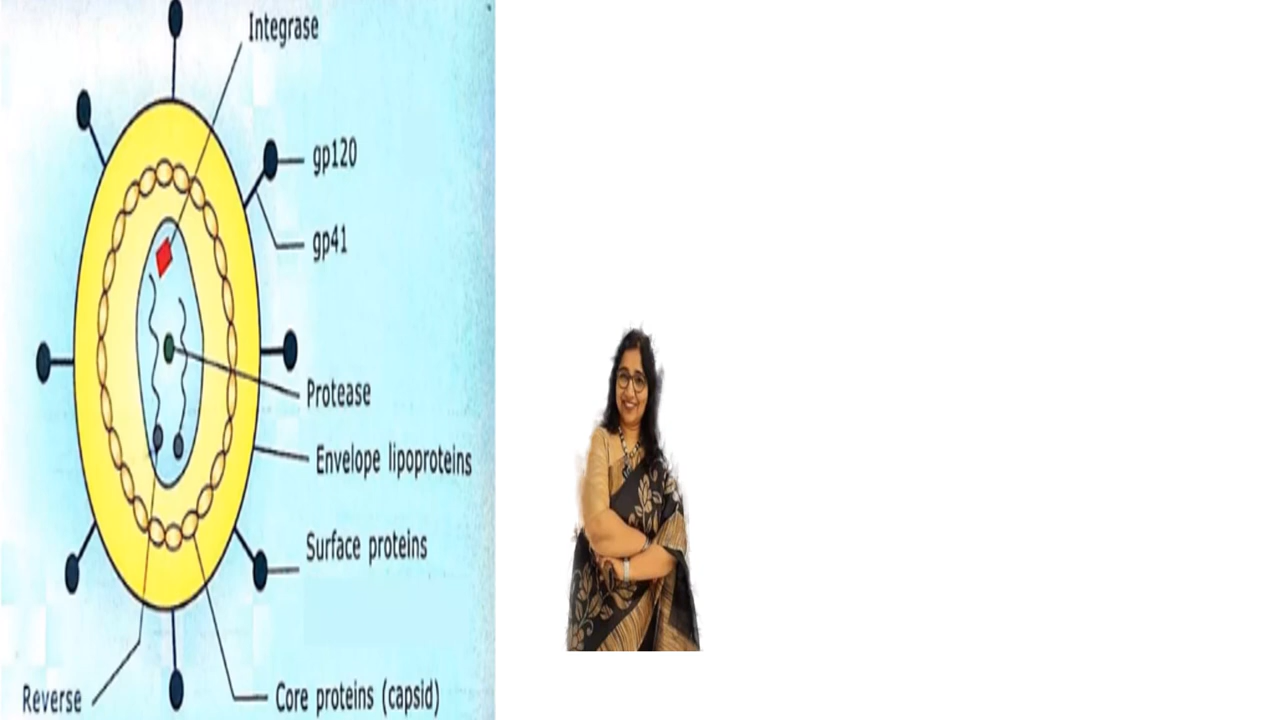 Integrase
gp120
gp41
Protease
Envelope lipoproteins
Surface proteins
Reverse
Core proteins (capsid)